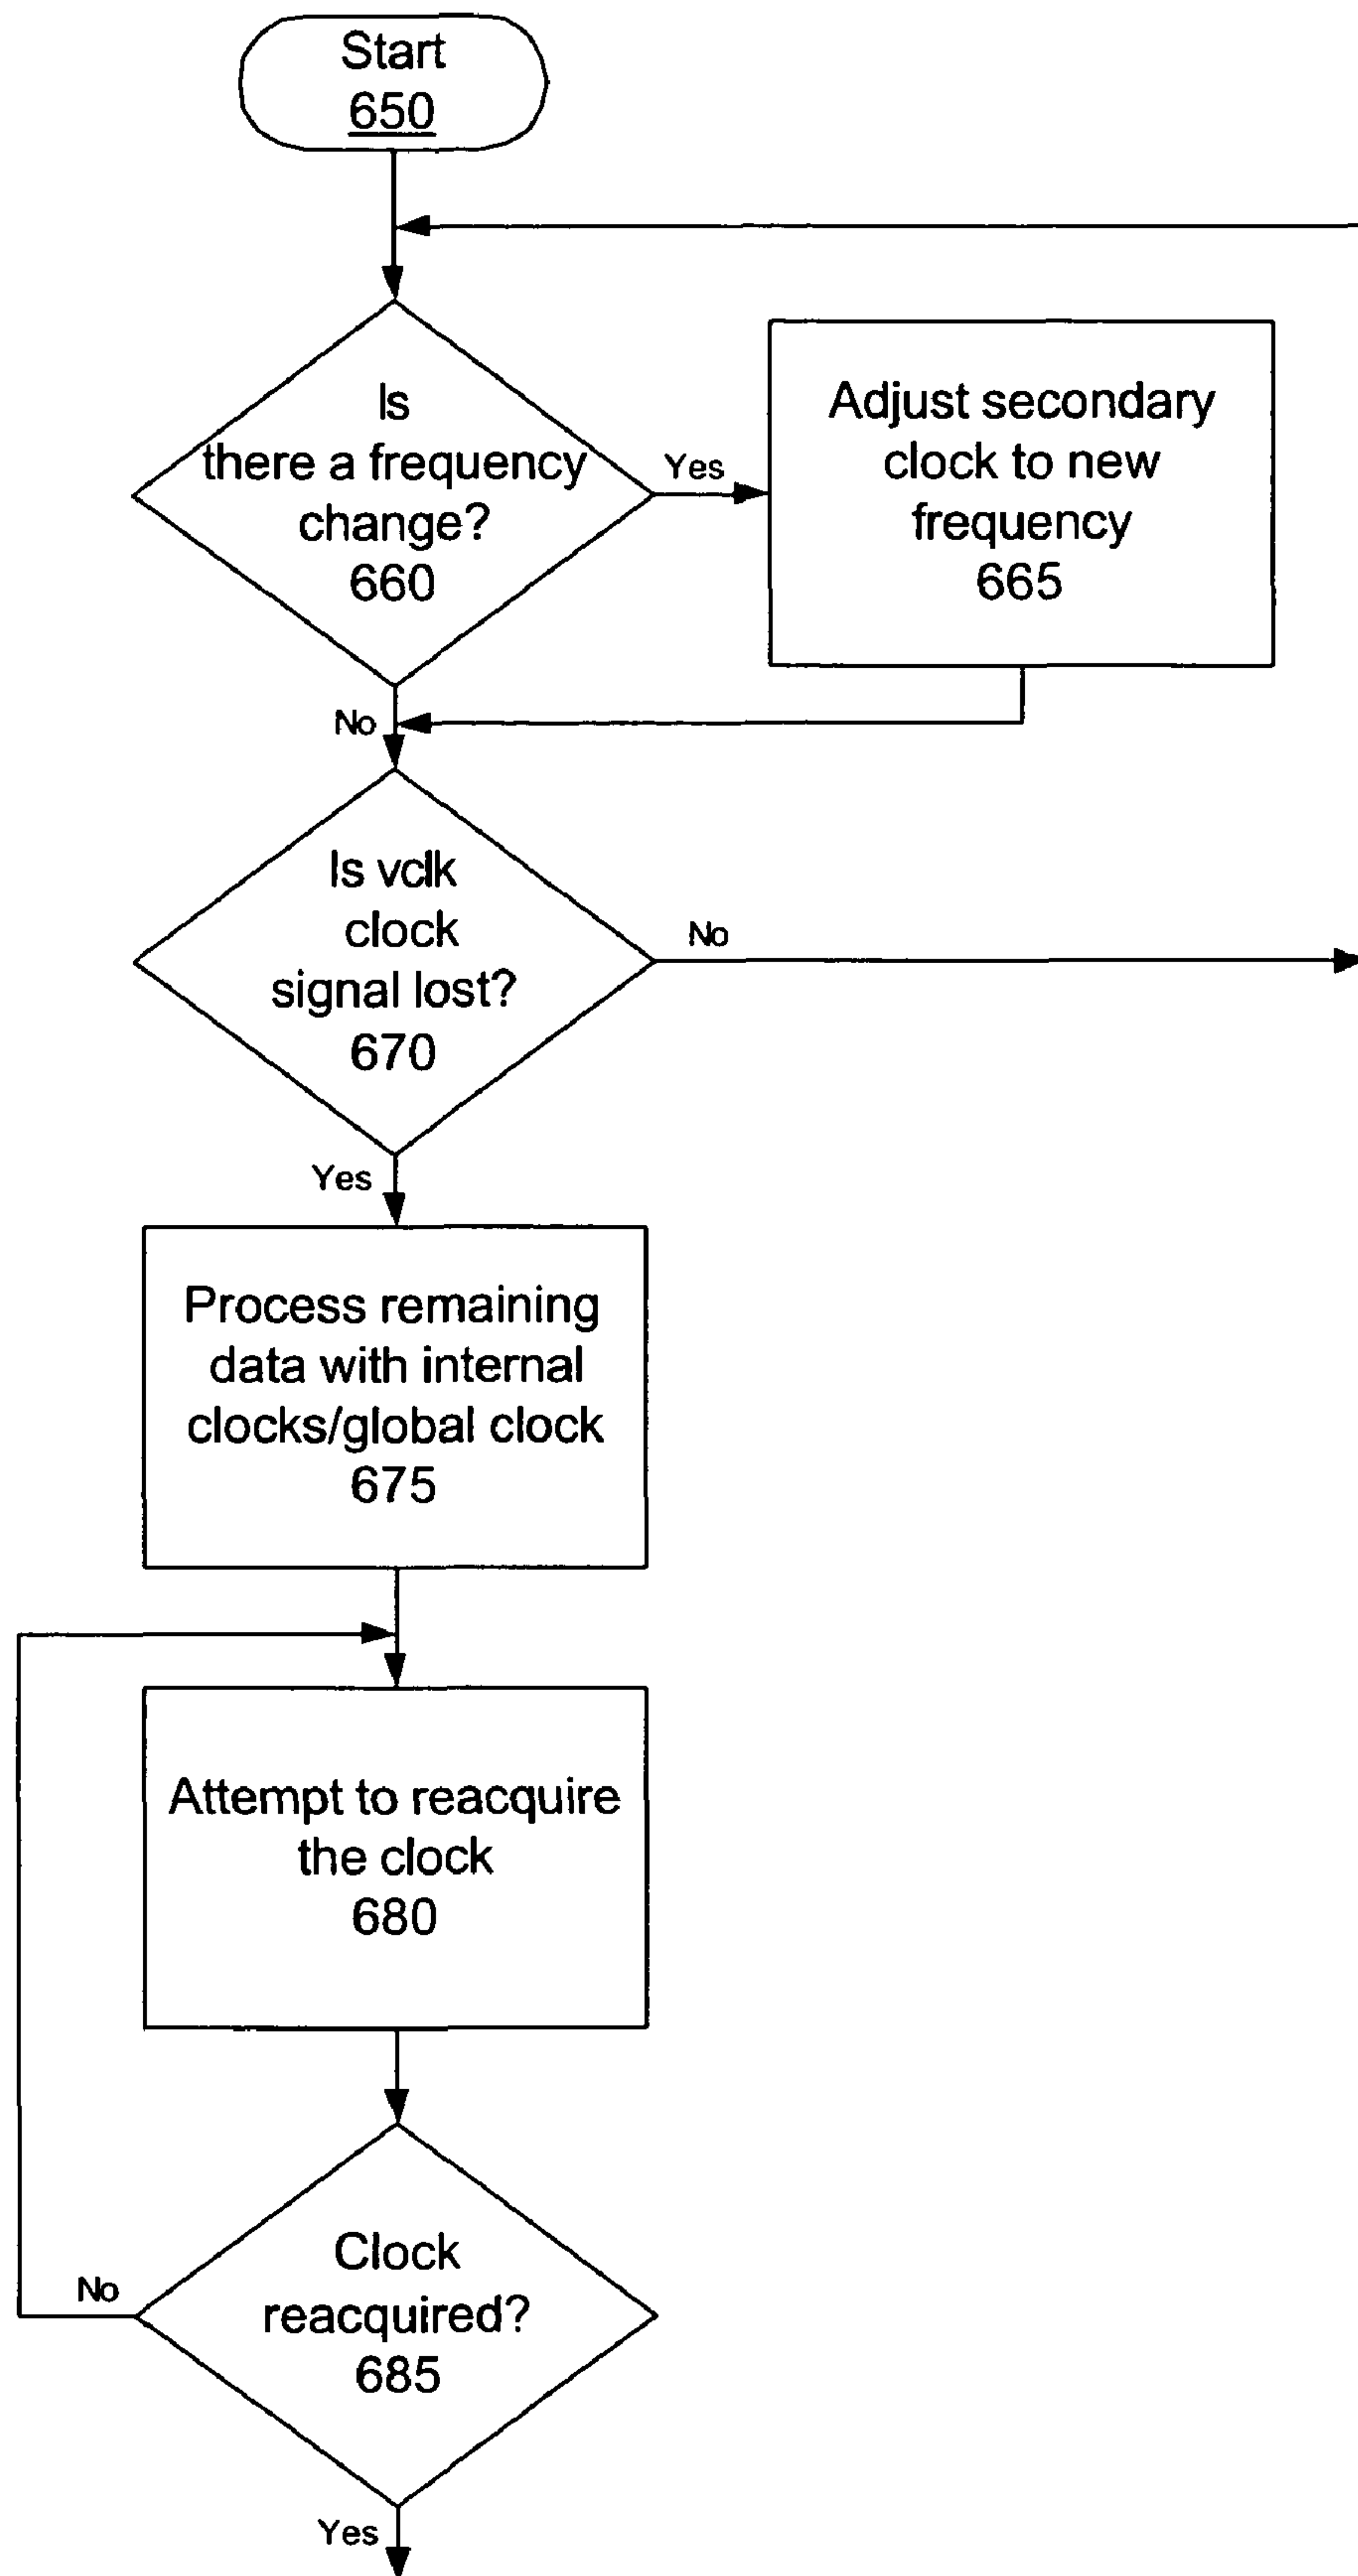 Start
650
Is
there a frequency
change?
660
Yes
Adjust secondary
clock to new
frequency
665
No
Is vclk
clock
signal lost?
670
No
Yes
Process remaining
data with internal
clocks/global clock
675
Attempt to reacquire
the clock
680
Clock
reacquired?
685
No
Yes